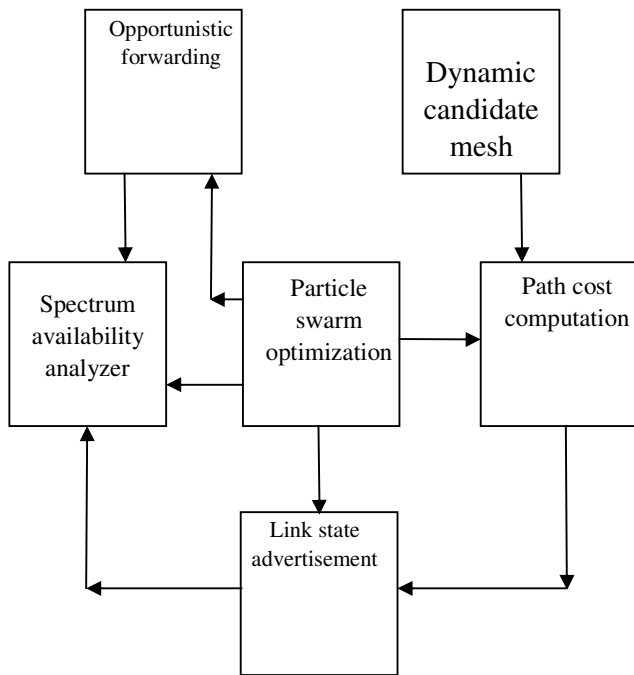 Opportunistic
forwarding
Dynamic
candidate
mesh
Spectrum
availability
analyzer
Particle
swarm
optimization
Path cost
computation
Link state
advertisement